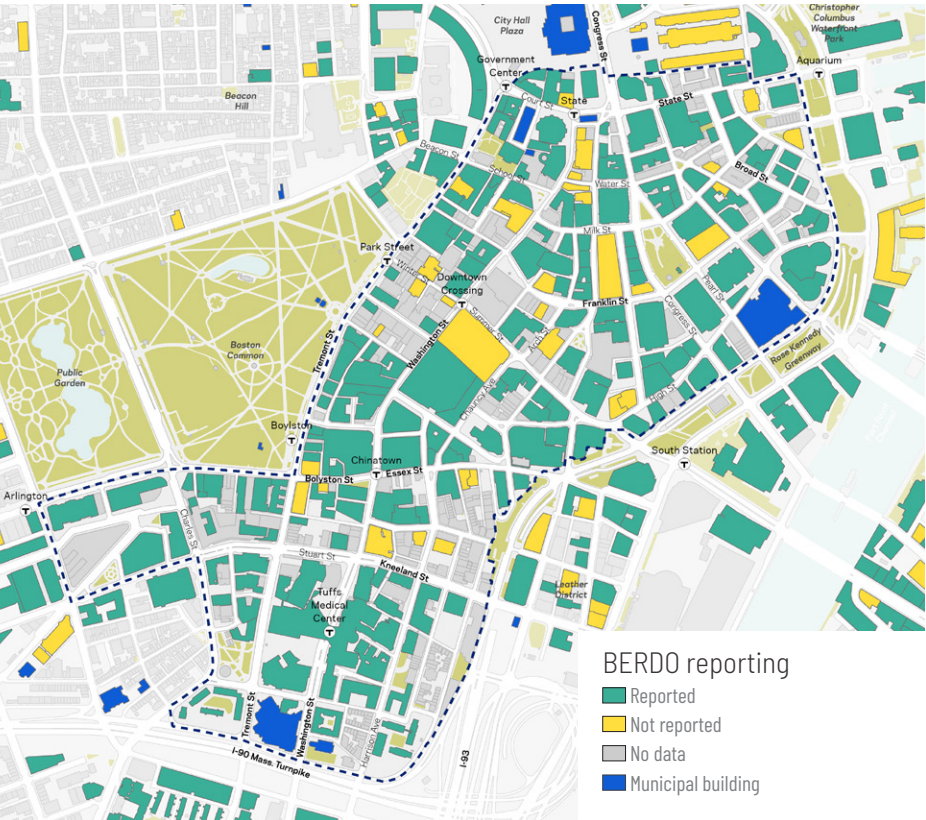 City Hall
Plaza
Congress St
Christopher
Columbus
Waterfront
Park
Government
Center
Aquarium
Beacon
Hill
Court St
State
State St
Beacon St
School St
Water St
Broad St
Milk St
Park Street
Winter St
Downtown
Crossing
Pearl St
Franklin St
Congress St
Summer St
Arch St
Washington St
Tremont St
Rose Kennedy
Greenway
Boston
Common
Public
Garden
Chauncy Ave
High St
Boylston
South Station
Chinatown
Essex St
Bolyston St
Arlington
Charles St
Stuart St
Kneeland St
Leather
District
Tuffs
Medical
Center
Tremont St
Washington St
Harrison Ave
I-93
I-90 Mass. Turnpike
BERDO reporting
Reported
Not reported
No data
Municipal building